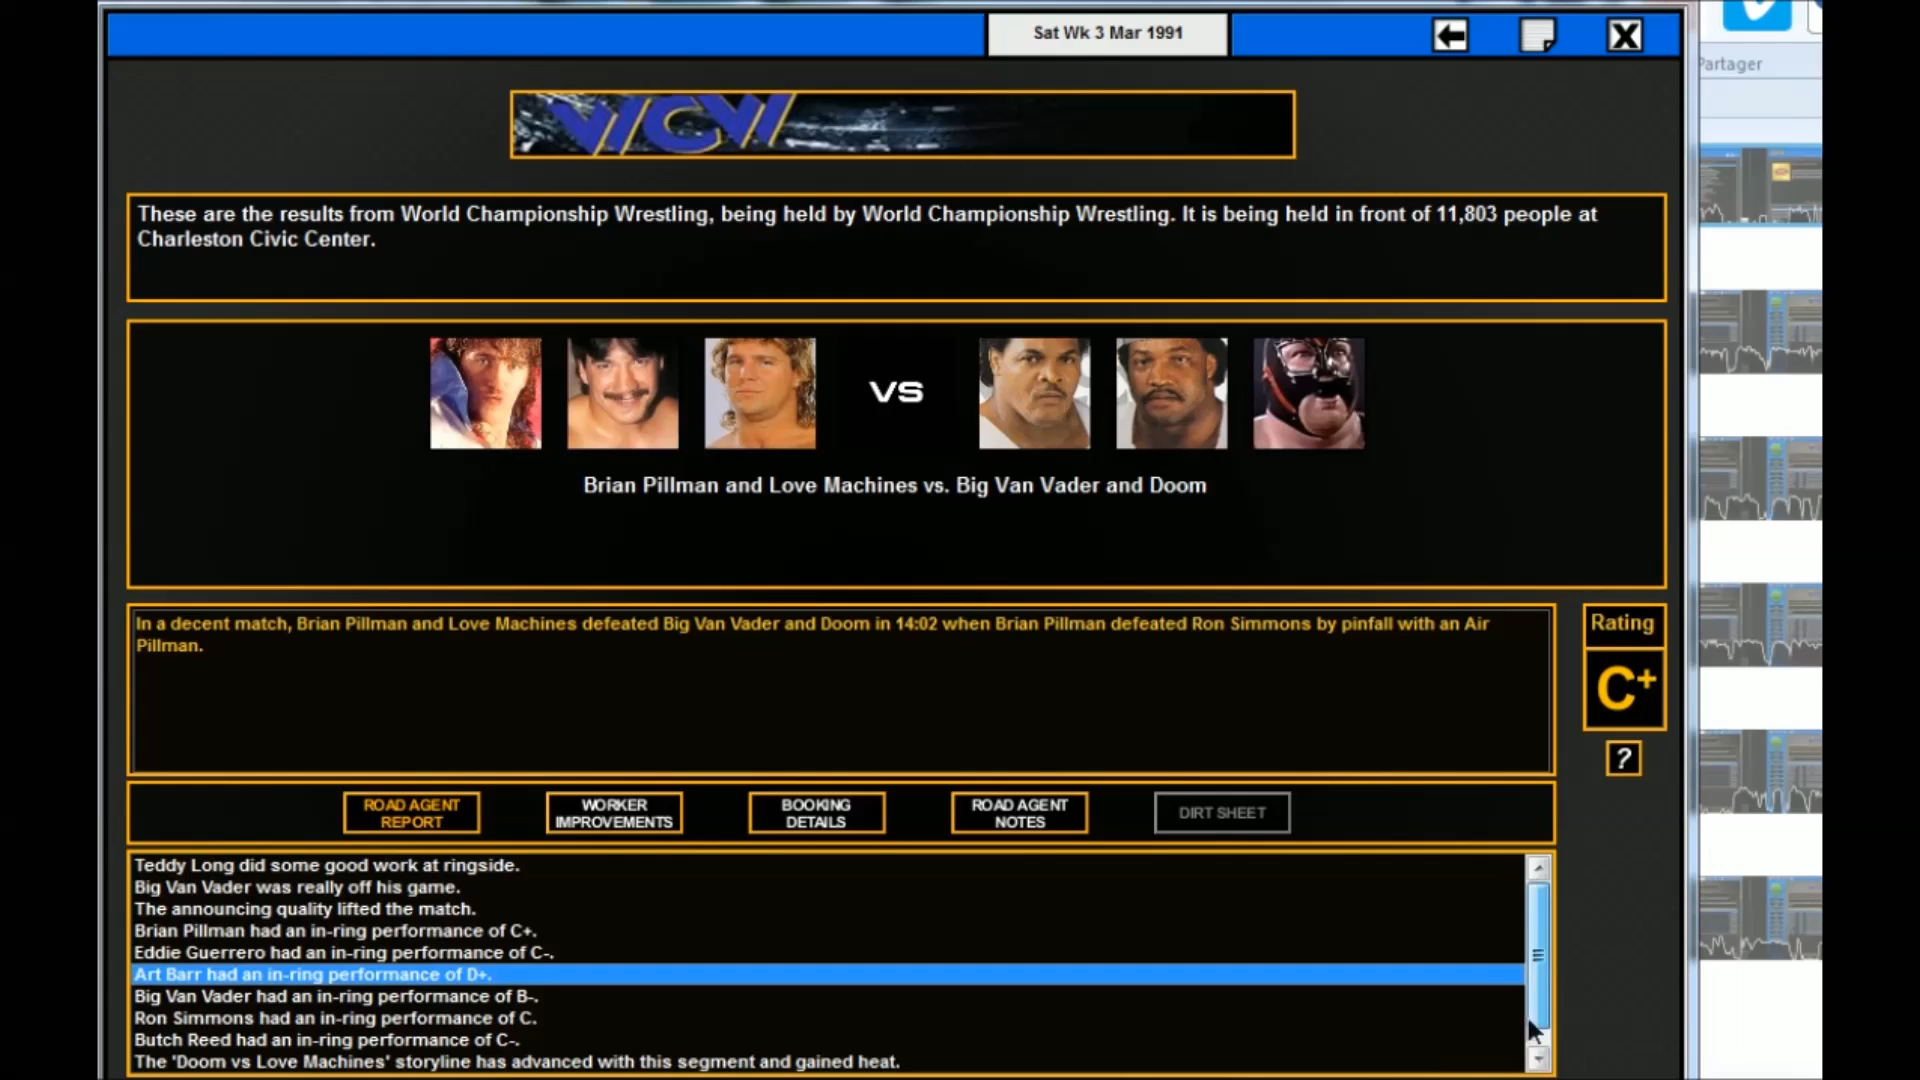 Sat Wk 3 Mar 1991
Partager
WCW
These are the results from World Championship Wrestling, being held by World Championship Wrestling. It is being held in front of 11,803 people at
Charleston Civic Center.
VS
Brian Pillman and Love Machines vs. Big Van Vader and Doom
In a decent match, Brian Pillman and Love Machines defeated Big Van Vader and Doom in 14:02 when Brian Pillman defeated Ron Simmons by pinfall with an Air
Pillman.
Rating
C+
?
ROAD AGENT
REPORT
WORKER
IMPROVEMENTS
BOOKING
DETAILS
ROAD AGENT
NOTES
DIRT SHEET
Teddy Long did some good work at ringside.
Big Van Vader was really off his game.
The announcing quality lifted the match.
Brian Pillman had an in-ring performance of C+.
Eddie Guerrero had an in-ring performance of C-.
Art Barr had an in-ring performance of D+.
Big Van Vader had an in-ring performance of B-.
Ron Simmons had an in-ring performance of C.
Butch Reed had an in-ring performance of C-.
The 'Doom vs Love Machines' storyline has advanced with this segment and gained heat.